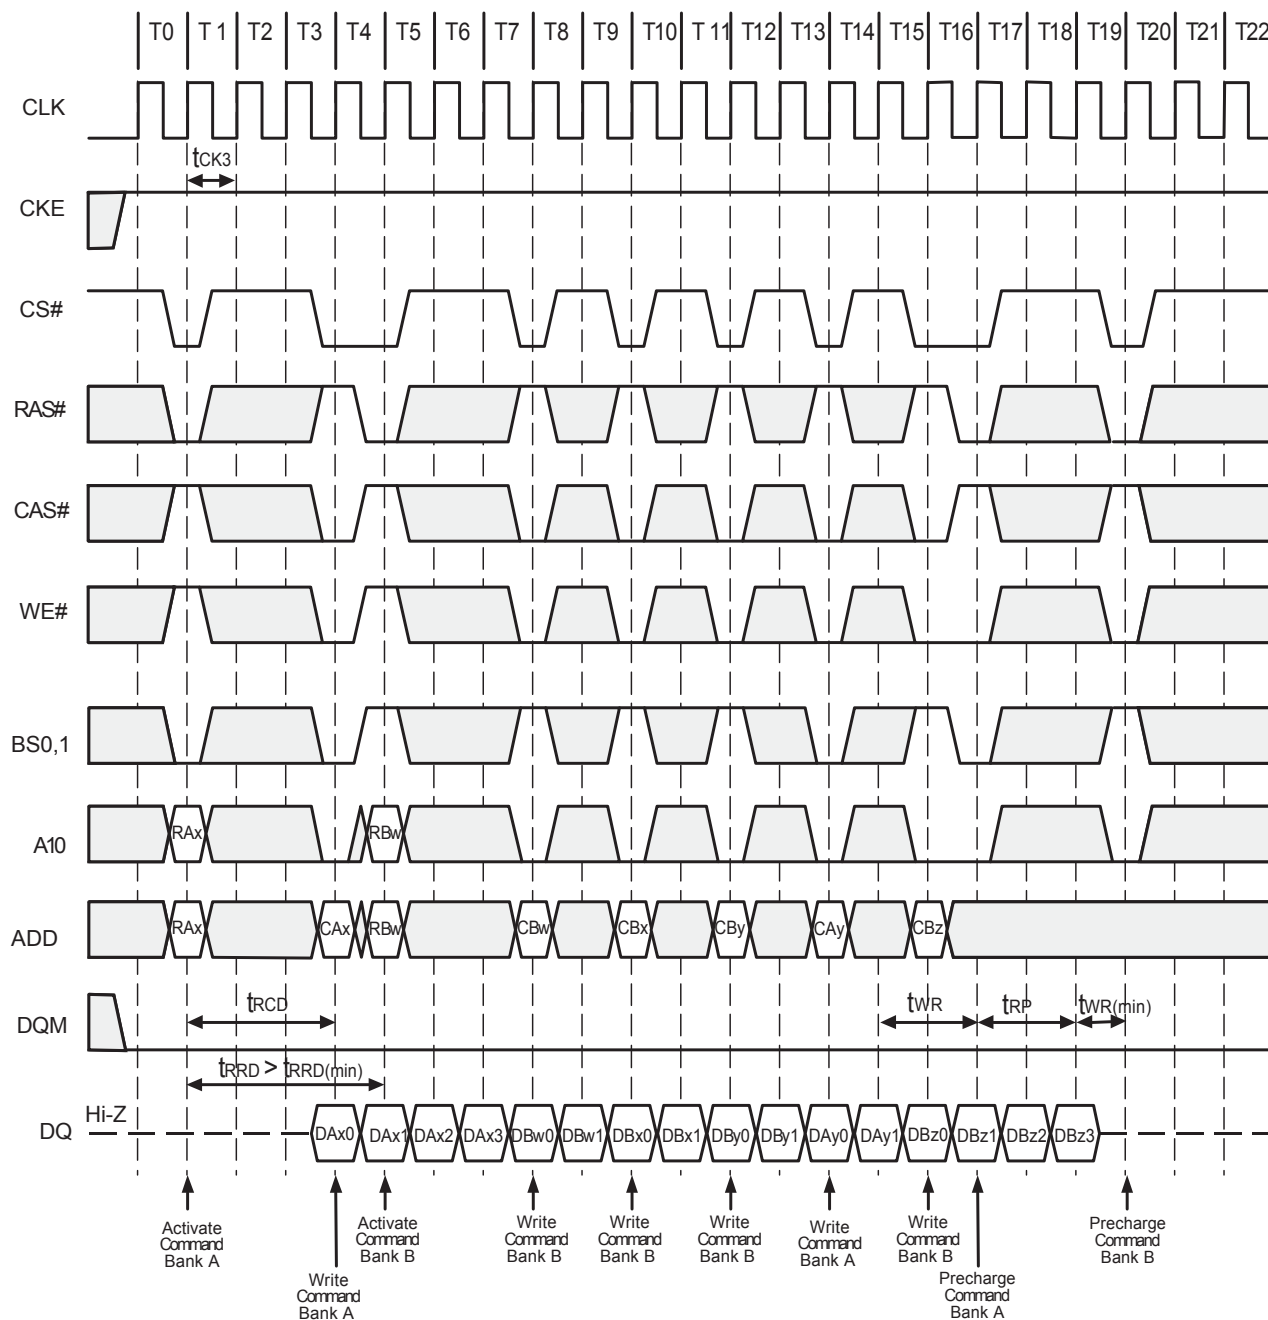 T0 T 1 T2 T3 T4 T5 T6 T7 T8 T9 T10 T 11 T12 T13 T14 T15 T16 T17 T18 T19 T20 T21 T22
CLK
tCK3
CKE
CS#
RAS#
CAS#
WE#
BS0,1
A10
RAx RBw
ADD
RAx CAx RBw CBw CBx CBy CAy CBz
DQM
tRCD tWR tRP tWR(min)
tRRD > tRRD(min)
Hi-Z
DQ
DAx0 DAx1 DAx2 DAx3 DBw0 DBw1 DBx0 DBx1 DBy0 DBy1 DAy0 DAy1 DBz0 DBz1 DBz2 DBz3
Activate
Command
Bank A
Write
Command
Bank A
Activate
Command
Bank B
Write
Command
Bank B
Write
Command
Bank B
Write
Command
Bank B
Write
Command
Bank A
Write
Command
Bank B
Precharge
Command
Bank A
Precharge
Command
Bank B